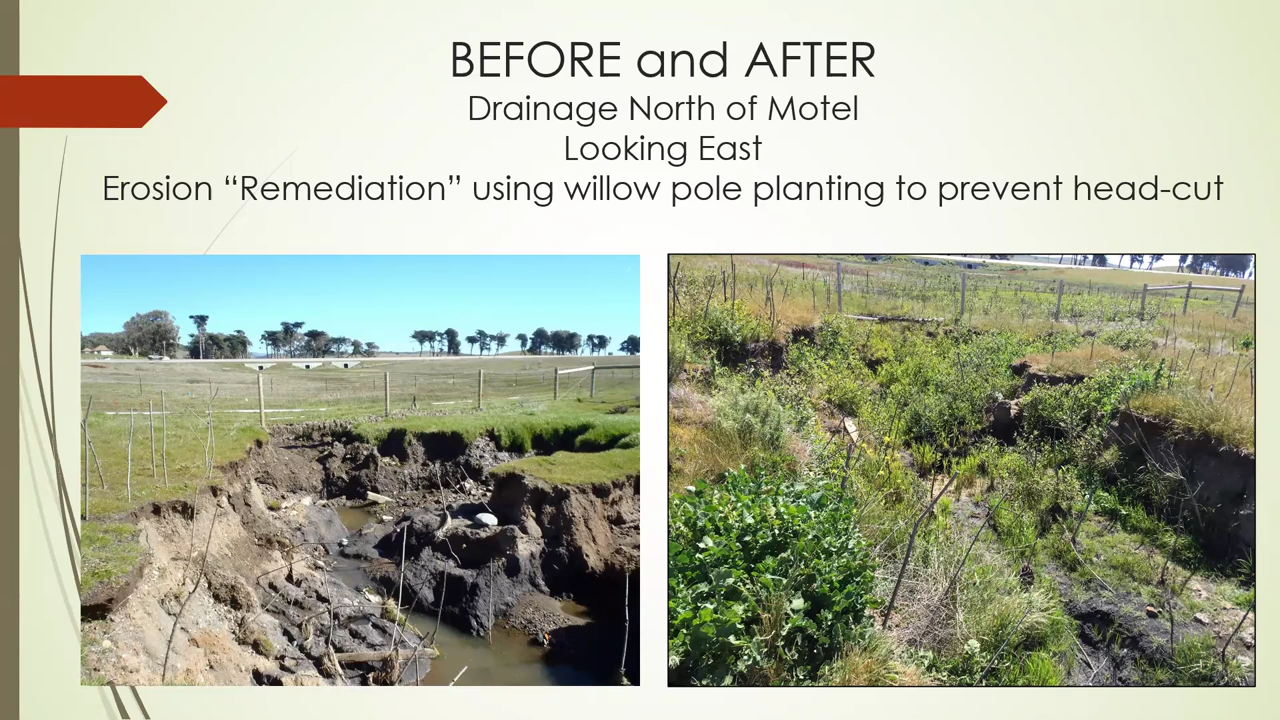 BEFORE and AFTER
Drainage North of Motel
Looking East
Erosion “Remediation” using willow pole planting to prevent head-cut